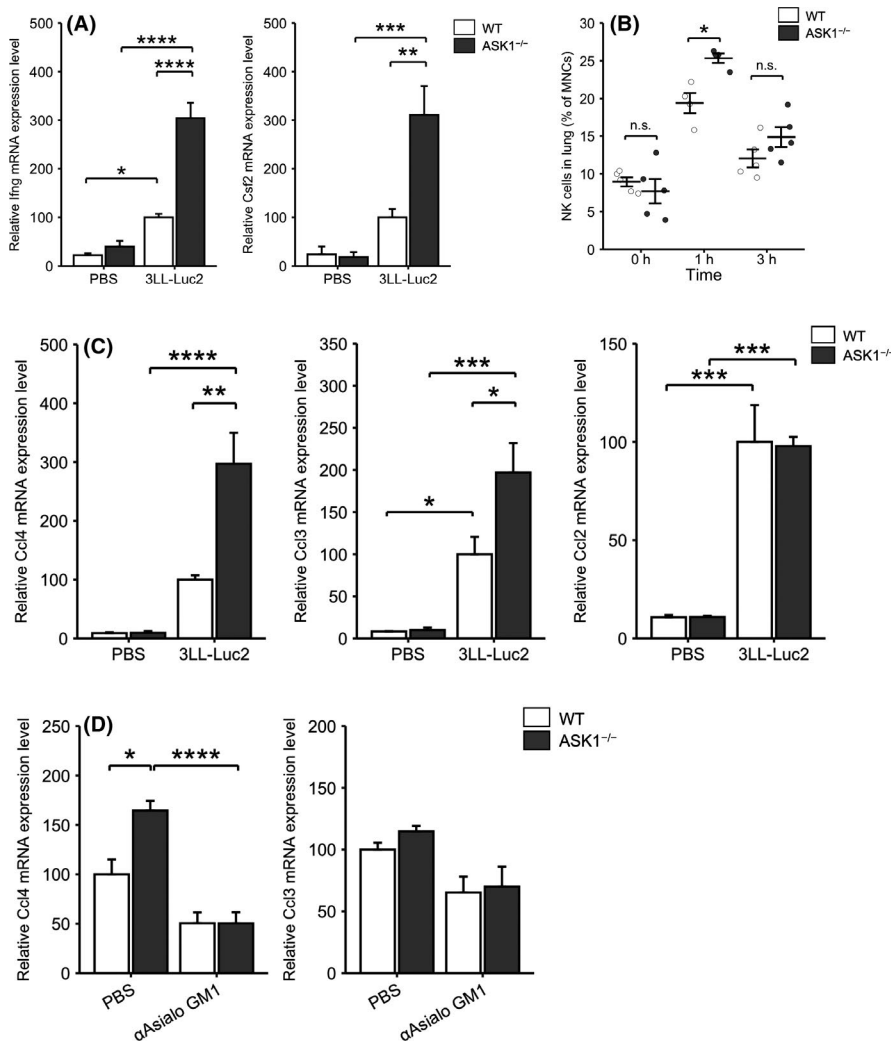 (A)
WT
ASK1⁻/⁻
Relative Ifng mRNA expression level
500
400
300
200
100
0
****
****
*
PBS
3LL-Luc2
Relative Csf2 mRNA expression level
500
400
300
200
100
0
***
**
PBS
3LL-Luc2
(B)
WT
ASK1⁻/⁻
NK cells in lung (% of MNCs)
30
25
20
15
10
5
0
n.s.
*
n.s.
0 h
1 h
3 h
Time
(C)
WT
ASK1⁻/⁻
Relative Ccl4 mRNA expression level
500
400
300
200
100
0
****
**
PBS
3LL-Luc2
Relative Ccl3 mRNA expression level
350
300
250
200
150
100
50
0
***
*
*
PBS
3LL-Luc2
Relative Ccl2 mRNA expression level
150
100
50
0
***
***
PBS
3LL-Luc2
(D)
WT
ASK1⁻/⁻
Relative Ccl4 mRNA expression level
250
200
150
100
50
0
*
****
PBS
αAsialo GM1
Relative Ccl3 mRNA expression level
200
150
100
50
0
PBS
αAsialo GM1